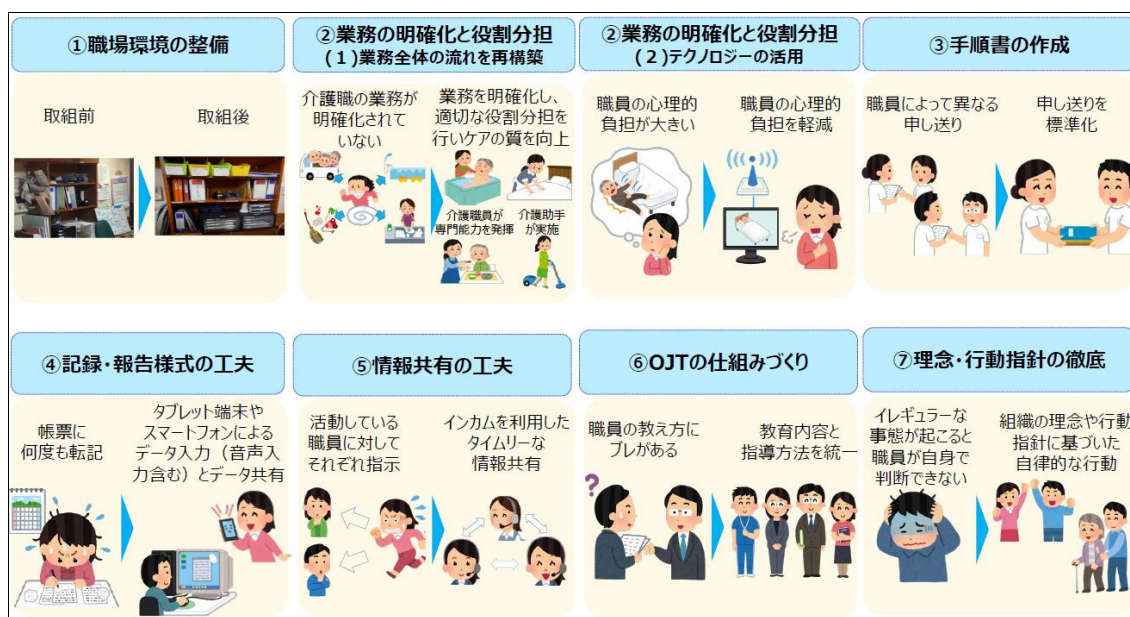 ①職場環境の整備
取組前
取組後
②業務の明確化と役割分担
(1)業務全体の流れを再構築
介護職の業務が
明確化されて
いない
業務を明確化し、
適切な役割分担を
行いケアの質を向上
介護職員が
専門能力を発揮
介護助手
が実施
②業務の明確化と役割分担
(2)テクノロジーの活用
職員の心理的
負担が大きい
職員の心理的
負担を軽減
③手順書の作成
職員によって異なる
申し送り
申し送りを
標準化
④記録・報告様式の工夫
帳票に
何度も転記
タブレット端末や
スマートフォンによる
データ入力（音声入
力含む）とデータ共有
⑤情報共有の工夫
活動している
職員に対して
それぞれ指示
インカムを利用した
タイムリーな
情報共有
⑥OJTの仕組みづくり
職員の教え方に
ブレがある
?
教育内容と
指導方法を統一
⑦理念・行動指針の徹底
イレギュラーな
事態が起こると
職員が自身で
判断できない
組織の理念や行動
指針に基づいた
自律的な行動